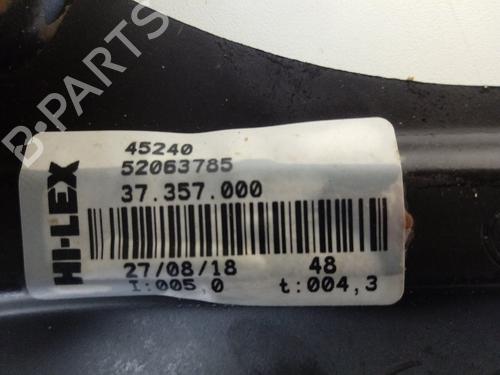 B-PARTS
HI-LEX
45240
52063785
37.357.000
27/08/18 48
I:005,0 t:004,3